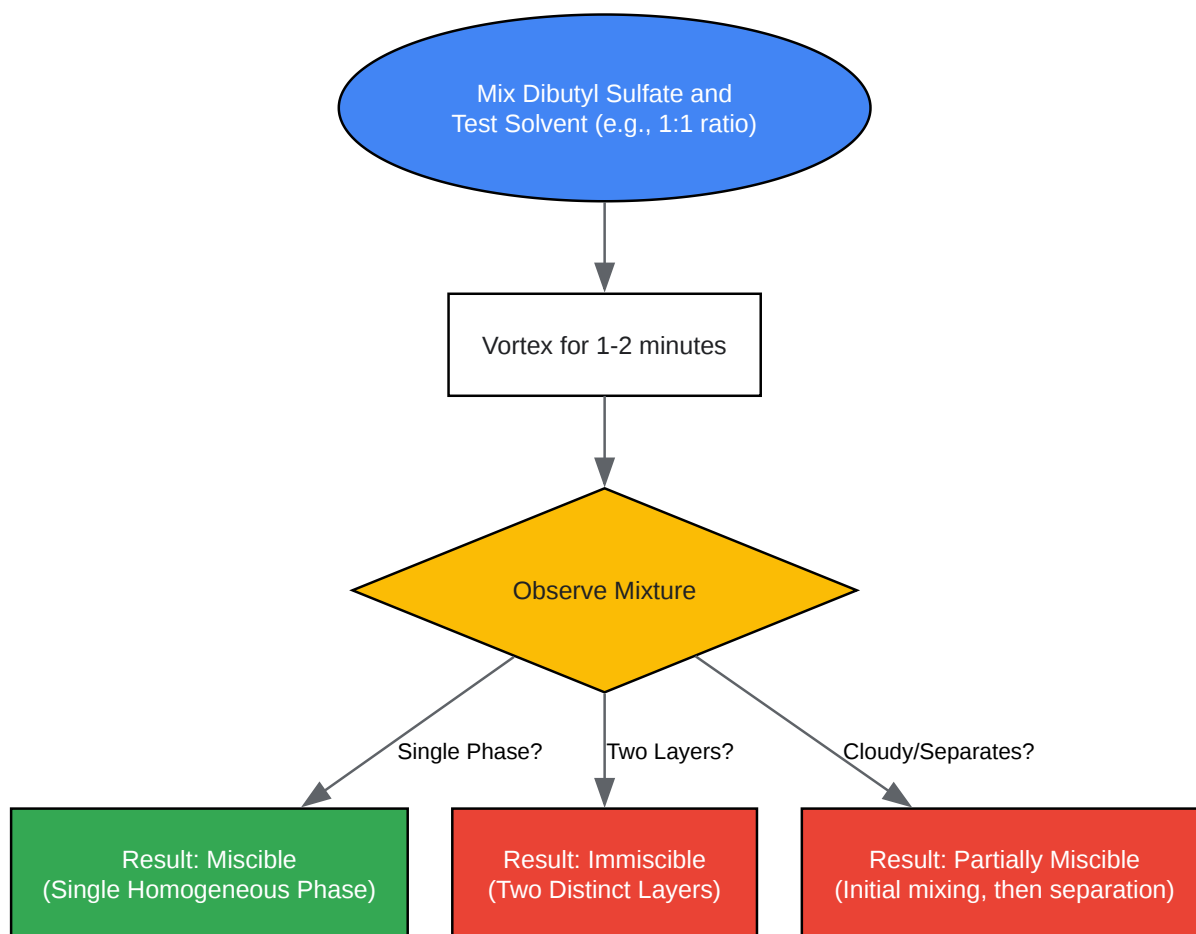 Mix Dibutyl Sulfate and
Test Solvent (e.g., 1:1 ratio)
Vortex for 1-2 minutes
Observe Mixture
Single Phase?
Two Layers?
Cloudy/Separates?
Result: Miscible
(Single Homogeneous Phase)
Result: Immiscible
(Two Distinct Layers)
Result: Partially Miscible
(Initial mixing, then separation)